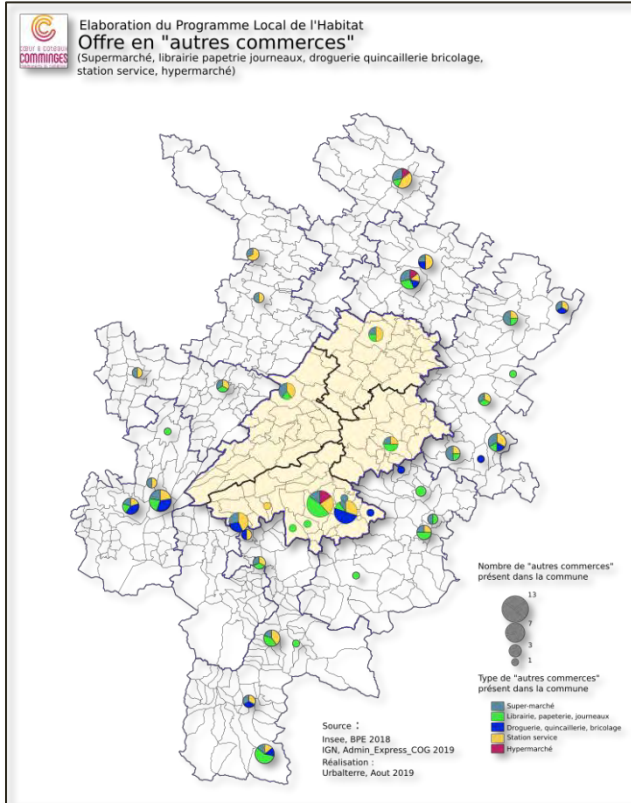 Elaboration du Programme Local de l'Habitat
Offre en "autres commerces"
(Supermarché, librairie papetrie journeaux, droguerie quincaillerie bricolage,
station service, hypermarché)
COMMINGES
Nombre de "autres commerces"
présent dans la commune
13
7
3
1
Type de "autres commerces"
présent dans la commune
Super-marché
Librairie, papeterie, journaux
Droguerie, quincaillerie, bricolage
Station service
Hypermarché
Source :
Insee, BPE 2018
IGN, Admin_Express_COG 2019
Réalisation :
Urbalterre, Aout 2019